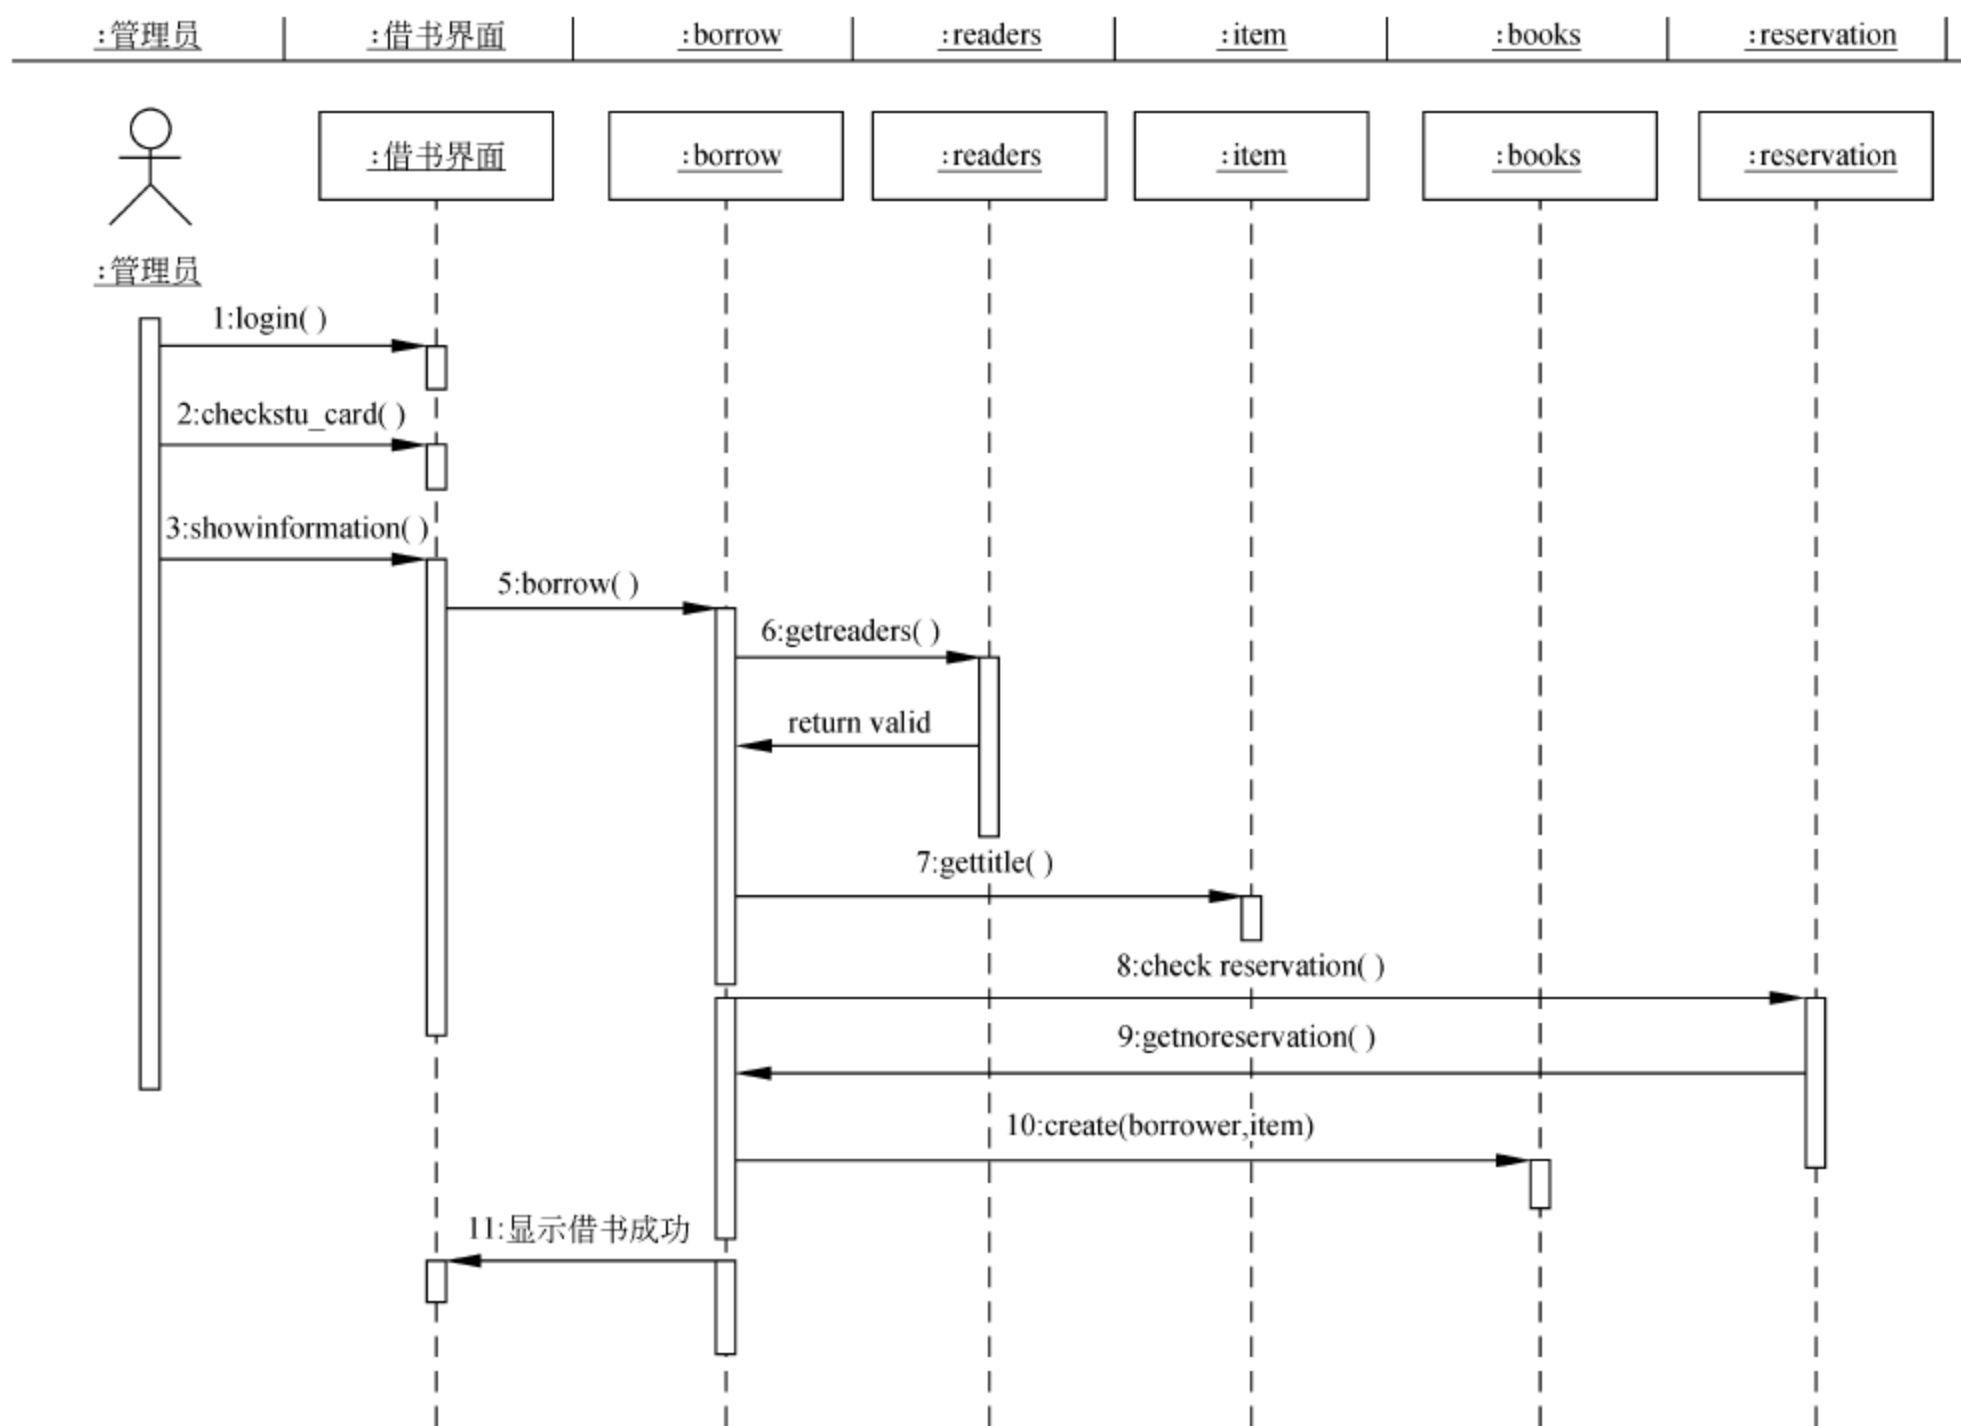 :管理员
:借书界面
:borrow
:readers
:item
:books
:reservation
:借书界面
:borrow
:readers
:item
:books
:reservation
:管理员
1:login( )
2:checkstu_card( )
3:showinformation( )
5:borrow( )
6:getreaders( )
return valid
7:gettitle( )
8:check reservation( )
9:getnoreservation( )
10:create(borrower,item)
11:显示借书成功